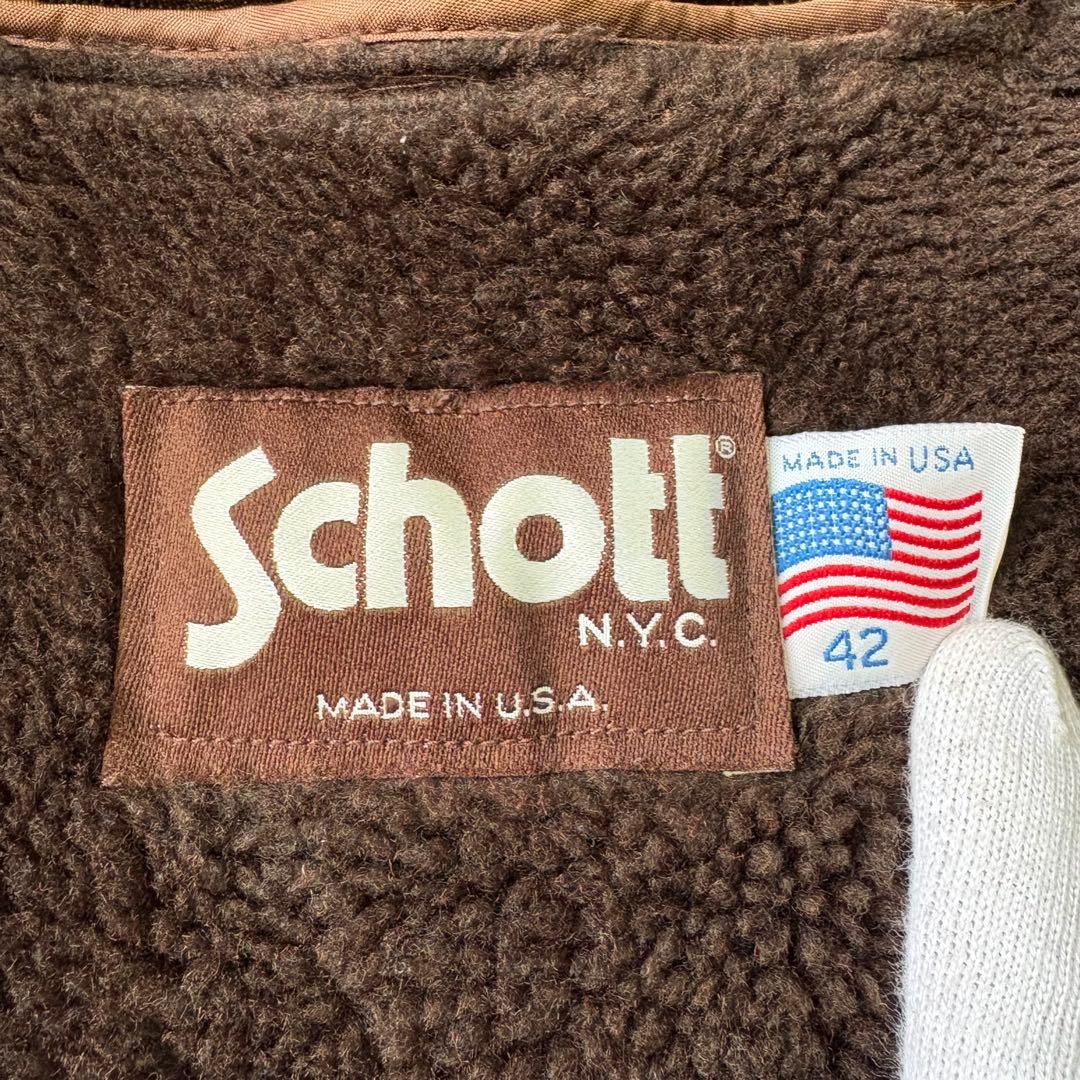 Schott®
N.Y.C.
MADE IN U.S.A.
MADE IN USA
42